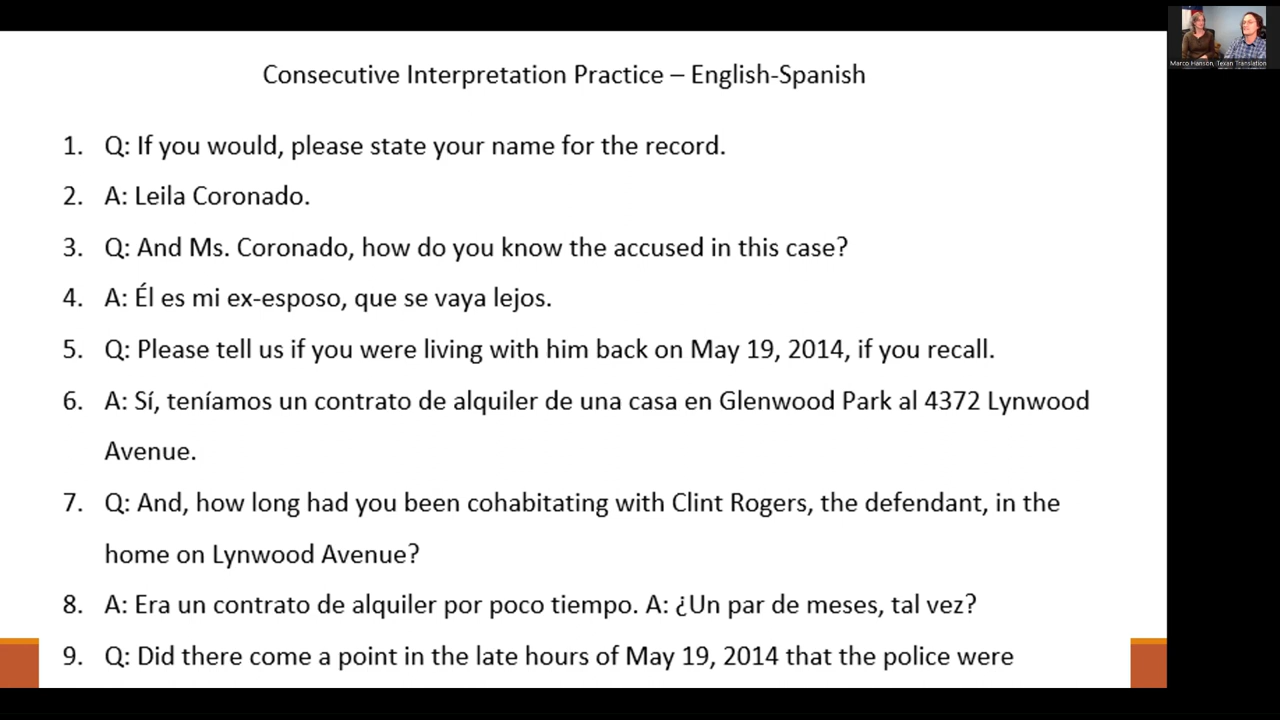 Consecutive Interpretation Practice – English-Spanish
1. Q: If you would, please state your name for the record.
2. A: Leila Coronado.
3. Q: And Ms. Coronado, how do you know the accused in this case?
4. A: Él es mi ex-esposo, que se vaya lejos.
5. Q: Please tell us if you were living with him back on May 19, 2014, if you recall.
6. A: Sí, teníamos un contrato de alquiler de una casa en Glenwood Park al 4372 Lynwood
Avenue.
7. Q: And, how long had you been cohabitating with Clint Rogers, the defendant, in the
home on Lynwood Avenue?
8. A: Era un contrato de alquiler por poco tiempo. A: ¿Un par de meses, tal vez?
9. Q: Did there come a point in the late hours of May 19, 2014 that the police were
Marco Hanson, Texan Translation